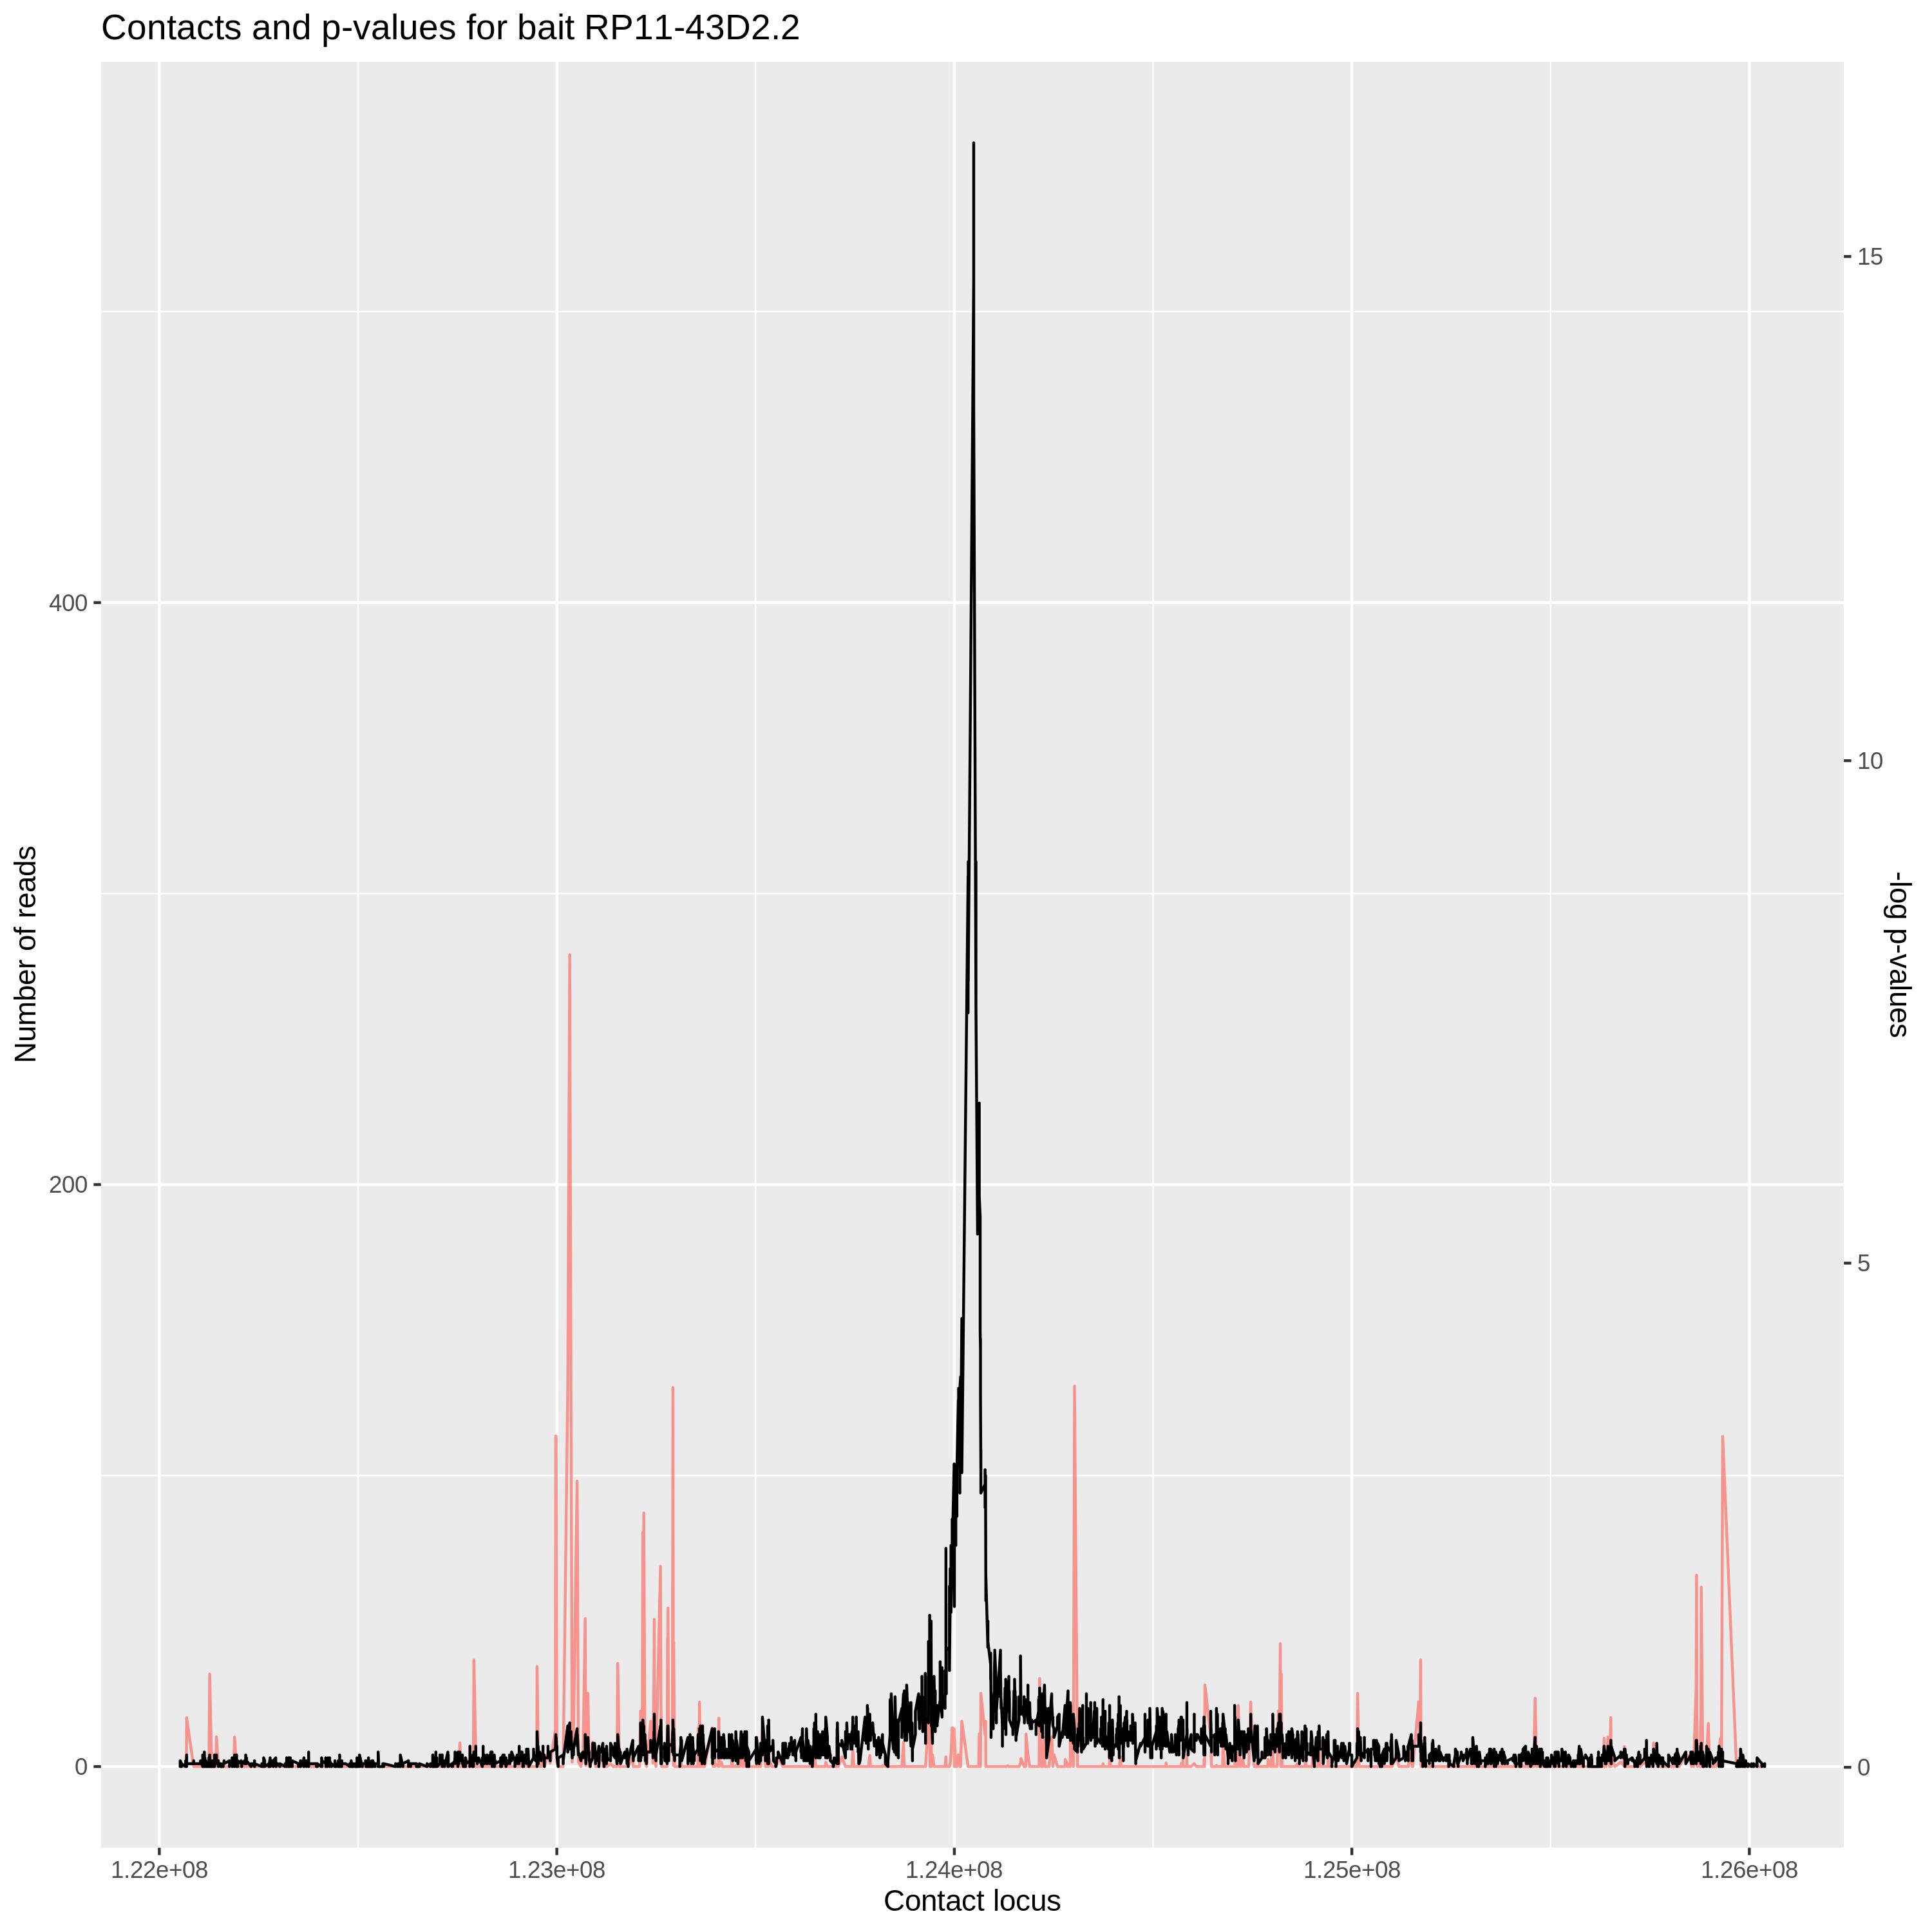 Contacts and p-values for bait RP11-43D2.2
Number of reads
400
200
0
15
10
5
0
-log p-values
1.22e+08 1.23e+08 1.24e+08 1.25e+08 1.26e+08
Contact locus